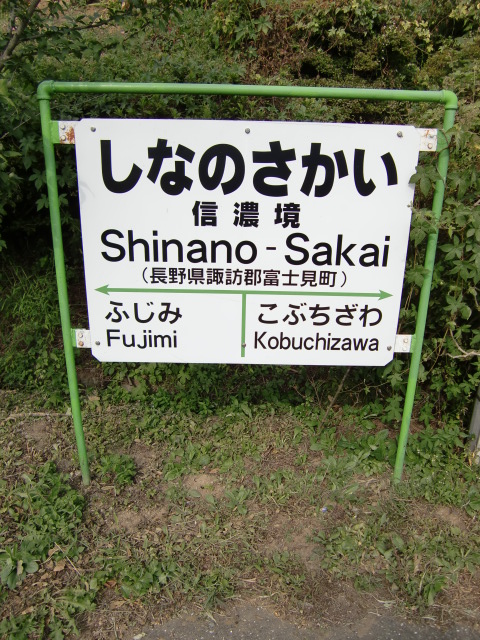 しなのさかい
信濃境
Shinano-Sakai
(長野県諏訪郡富士見町)
ふじみ こぶちざわ
Fujimi Kobuchizawa